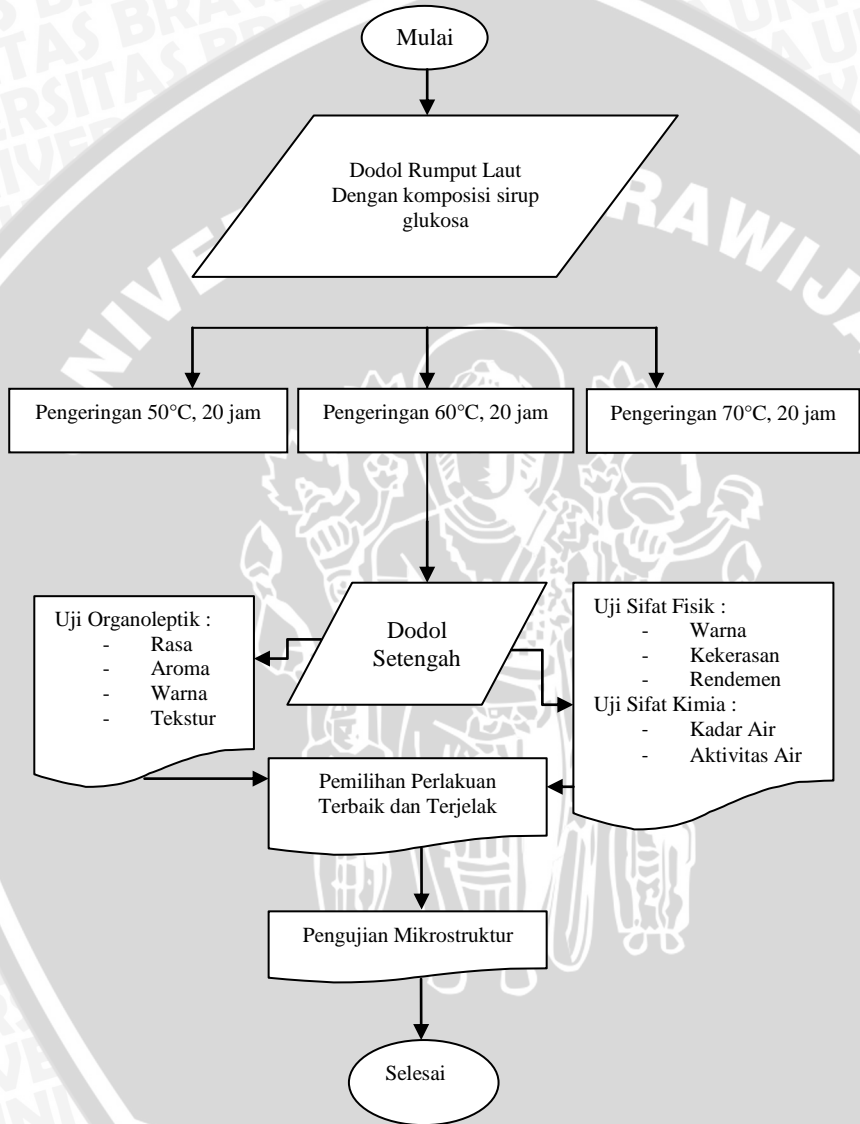 Mulai
Dodol Rumput Laut
Dengan komposisi sirup
glukosa
Pengeringan 50°C, 20 jam
Pengeringan 60°C, 20 jam
Pengeringan 70°C, 20 jam
Dodol
Setengah
Uji Organoleptik :
- Rasa
- Aroma
- Warna
- Tekstur
Uji Sifat Fisik :
- Warna
- Kekerasan
- Rendemen
Uji Sifat Kimia :
- Kadar Air
- Aktivitas Air
Pemilihan Perlakuan
Terbaik dan Terjelak
Pengujian Mikrostruktur
Selesai